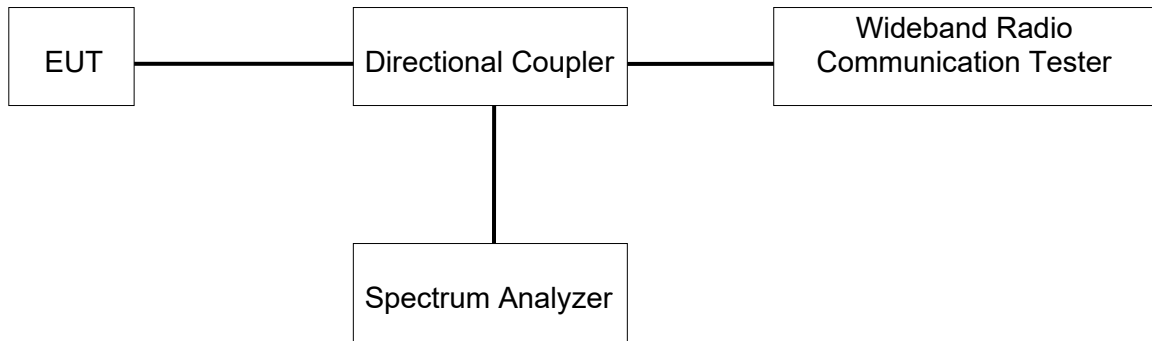 EUT
Directional Coupler
Wideband Radio
Communication Tester
Spectrum Analyzer